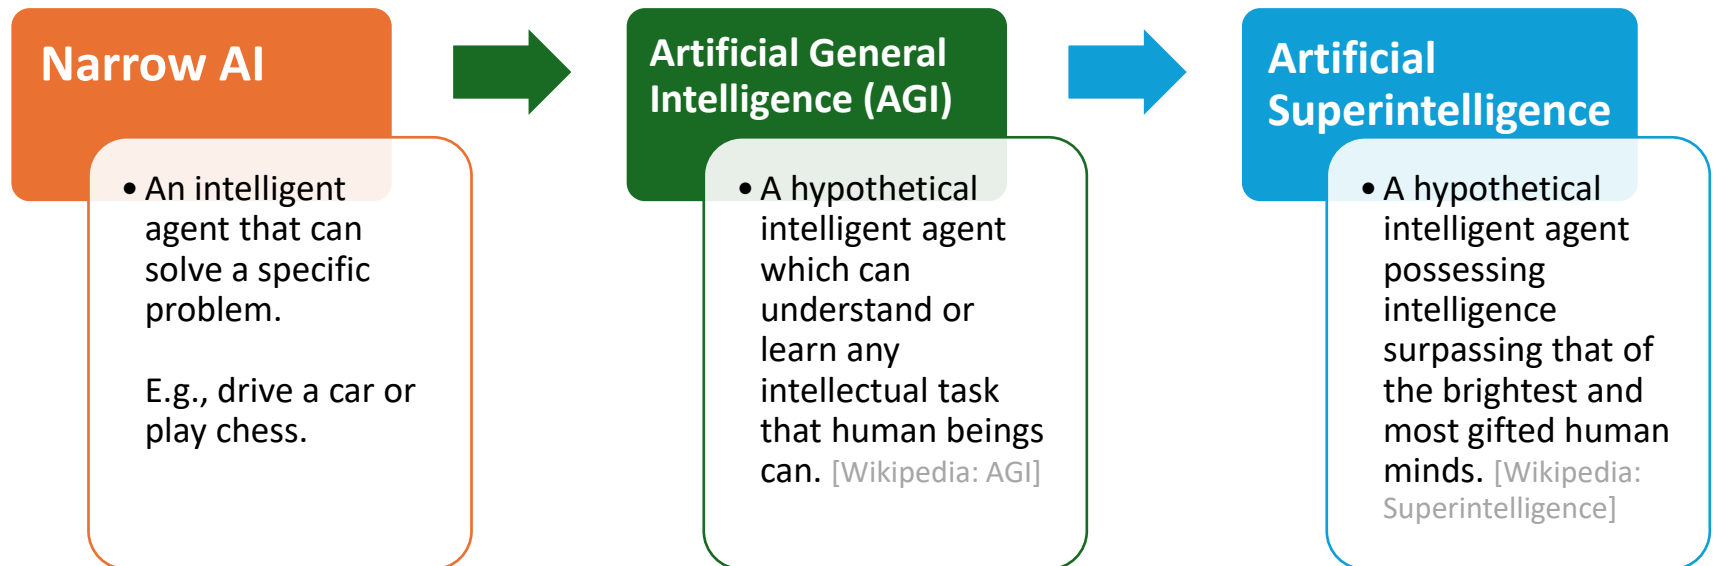 Narrow AI
• An intelligent
agent that can
solve a specific
problem.
E.g., drive a car or
play chess.
Artificial General
Intelligence (AGI)
• A hypothetical
intelligent agent
which can
understand or
learn any
intellectual task
that human beings
can. [Wikipedia: AGI]
Artificial
Superintelligence
• A hypothetical
intelligent agent
possessing
intelligence
surpassing that of
the brightest and
most gifted human
minds. [Wikipedia:
Superintelligence]